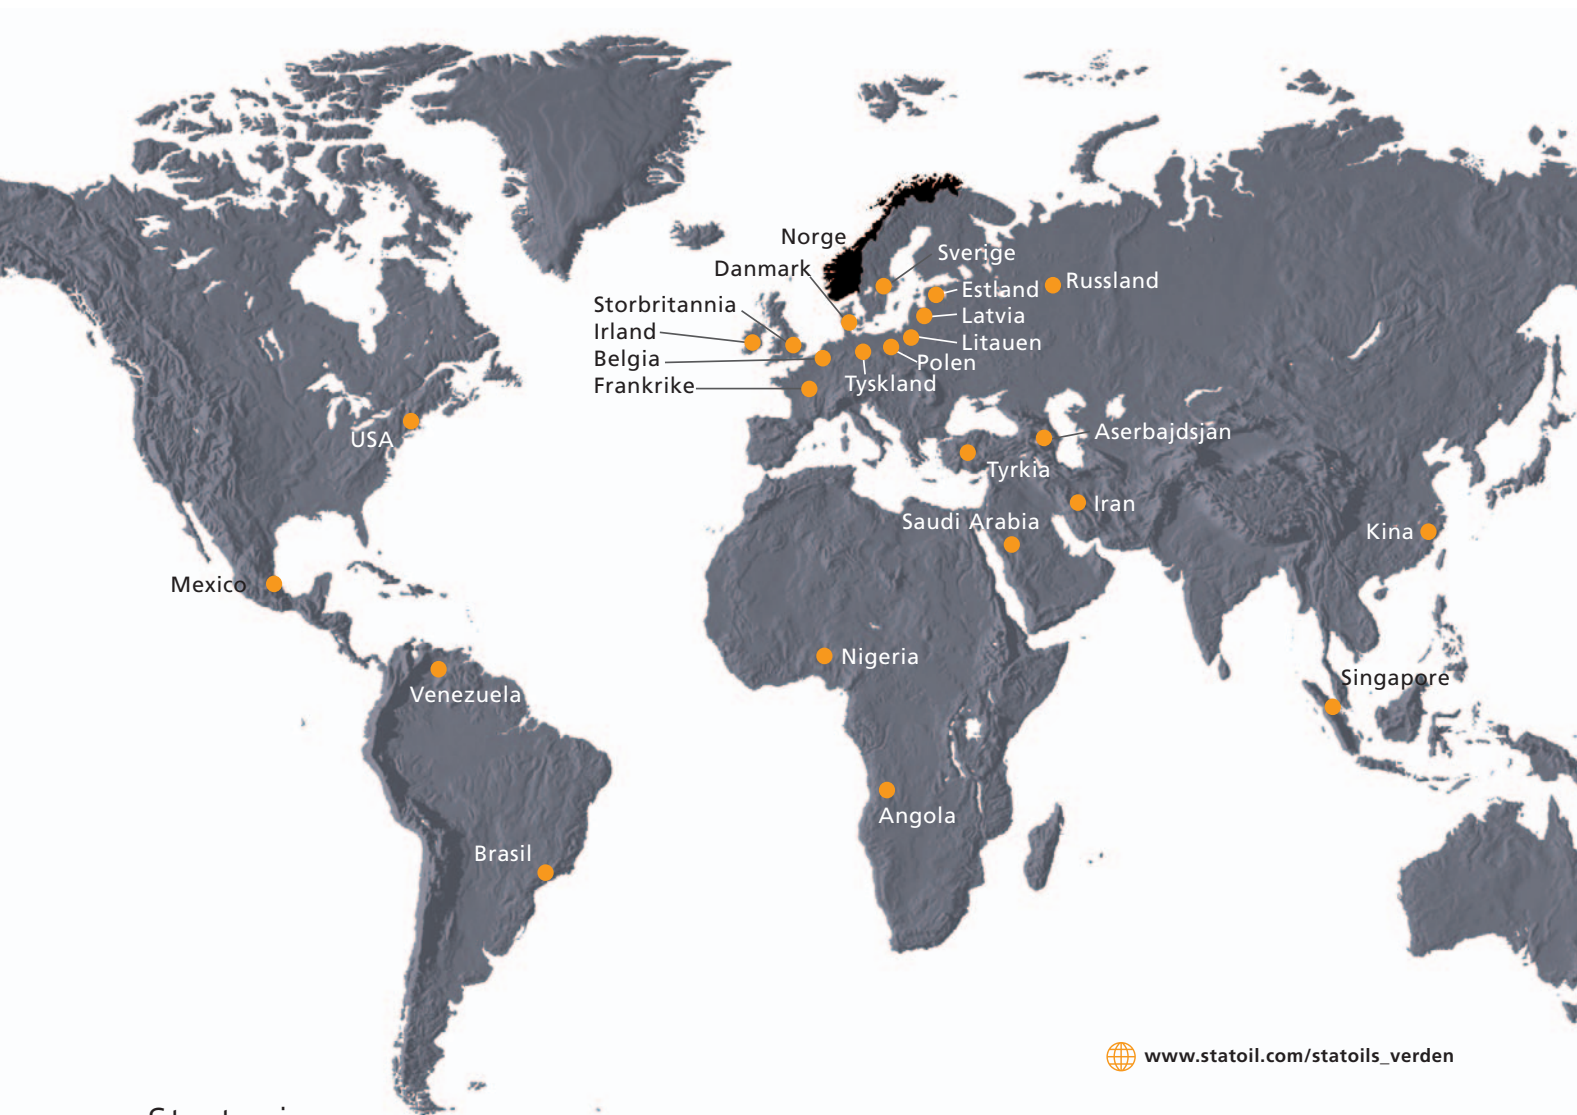 Norge
Sverige
Danmark
Russland
Estland
Storbritannia
Latvia
Irland
Litauen
Belgia
Polen
Frankrike
Tyskland
USA
Aserbajdsjan
Tyrkia
Iran
Saudi Arabia
Kina
Mexico
Nigeria
Singapore
Venezuela
Angola
Brasil
www.statoil.com/statoils_verden